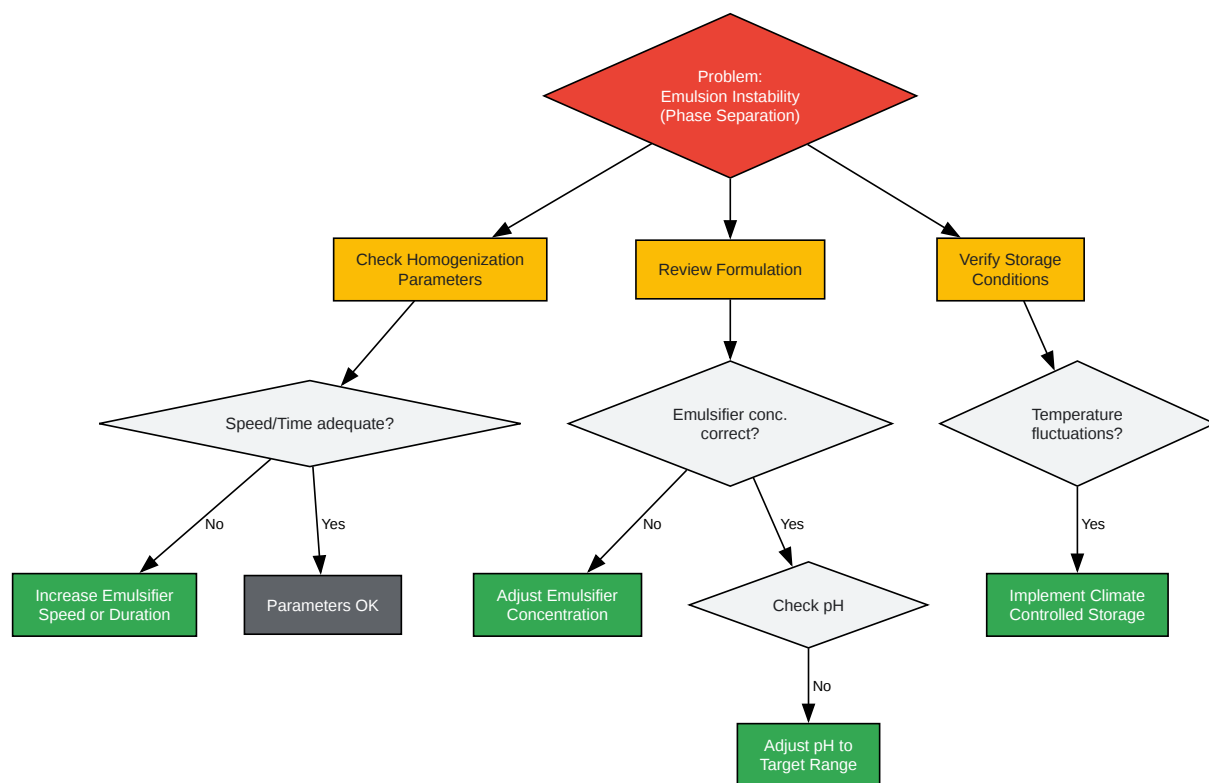 Problem:
Emulsion Instability
(Phase Separation)
Check Homogenization
Parameters
Review Formulation
Verify Storage
Conditions
Speed/Time adequate?
Emulsifier conc.
correct?
Temperature
fluctuations?
No
Yes
No
Yes
Yes
Increase Emulsifier
Speed or Duration
Parameters OK
Adjust Emulsifier
Concentration
Check pH
Implement Climate
Controlled Storage
No
Adjust pH to
Target Range